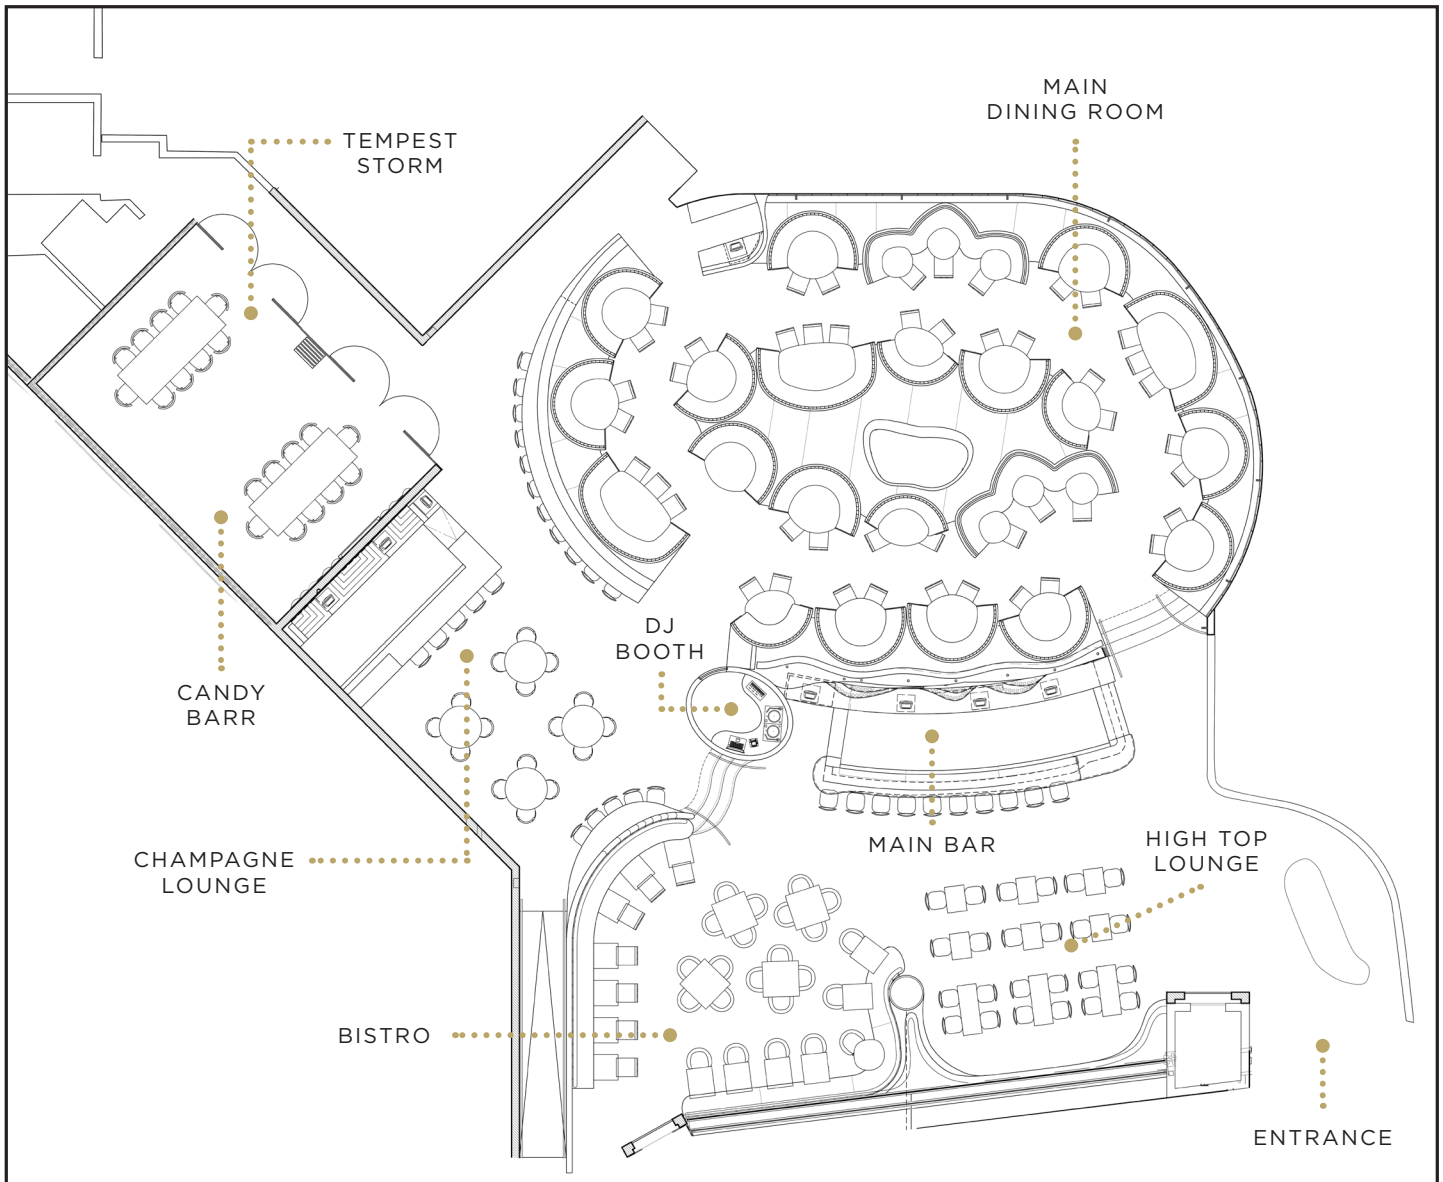 MAIN
DINING ROOM
TEMPEST
STORM
DJ
BOOTH
CANDY
BARR
MAIN BAR
HIGH TOP
LOUNGE
CHAMPAGNE
LOUNGE
BISTRO
ENTRANCE